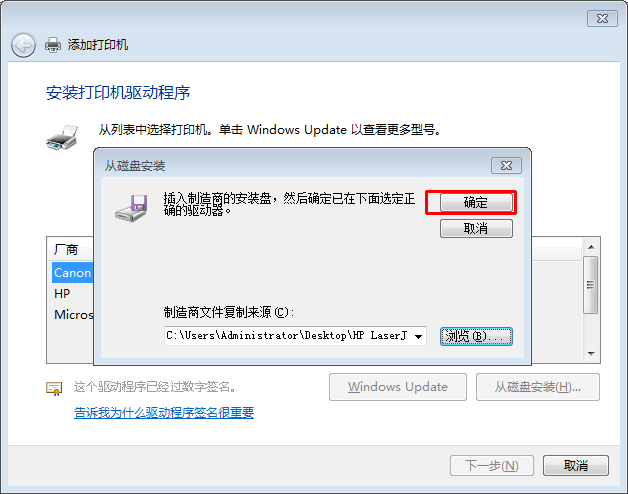 添加打印机
安装打印机驱动程序
从列表中选择打印机。单击 Windows Update 以查看更多型号。
从磁盘安装
插入制造商的安装盘，然后确定已在下面选定正
确的驱动器。
确定
取消
厂商
Canon
HP
Micros
制造商文件复制来源(C):
C:\Users\Administrator\Desktop\HP LaserJ
浏览(B)...
这个驱动程序已经过数字签名。
Windows Update
从磁盘安装(H)...
告诉我为什么驱动程序签名很重要
下一步(N)
取消